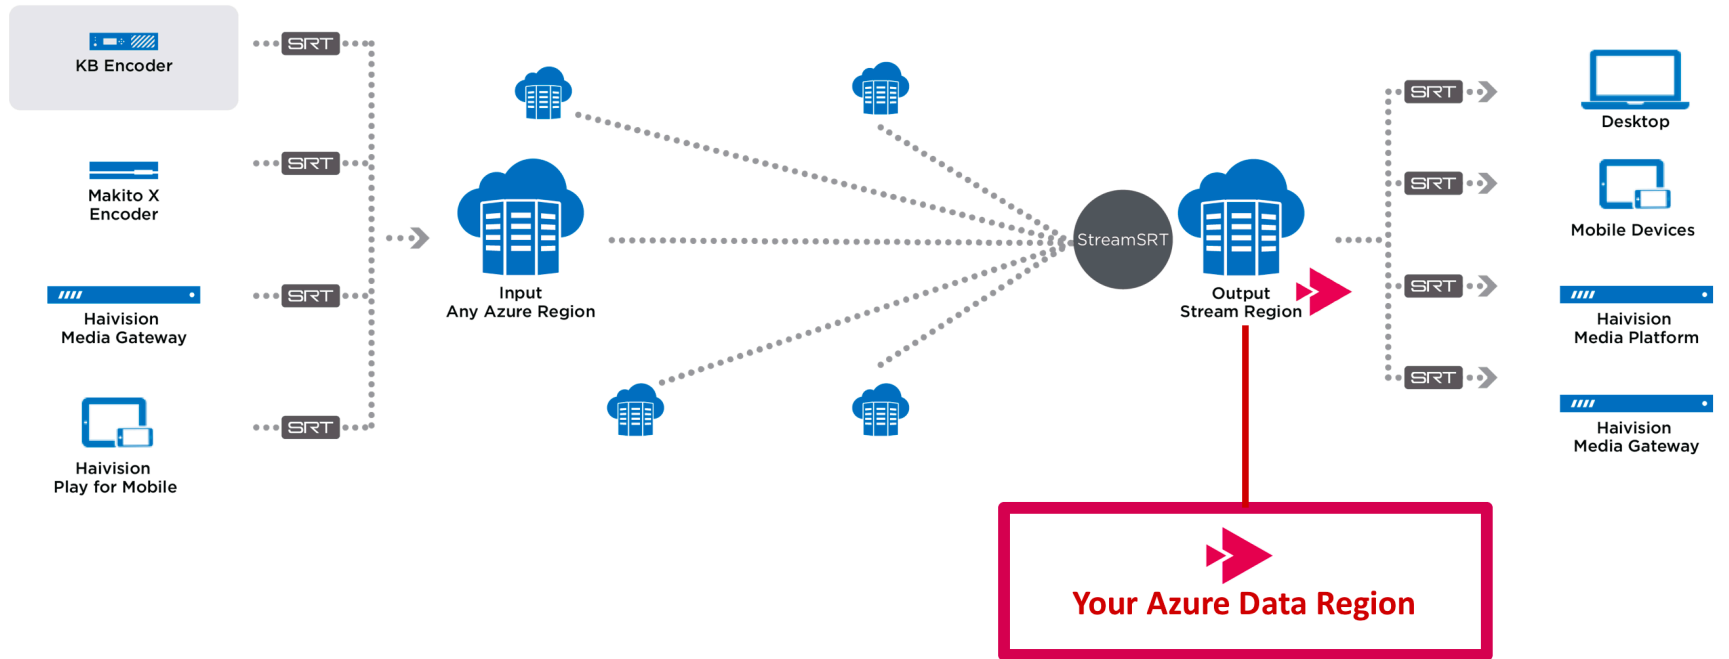 KB Encoder
SRT
Makito X
Encoder
SRT
Haivision
Media Gateway
SRT
Haivision
Play for Mobile
SRT
Input
Any Azure Region
StreamSRT
Output
Stream Region
Your Azure Data Region
SRT
Desktop
SRT
Mobile Devices
SRT
Haivision
Media Platform
SRT
Haivision
Media Gateway